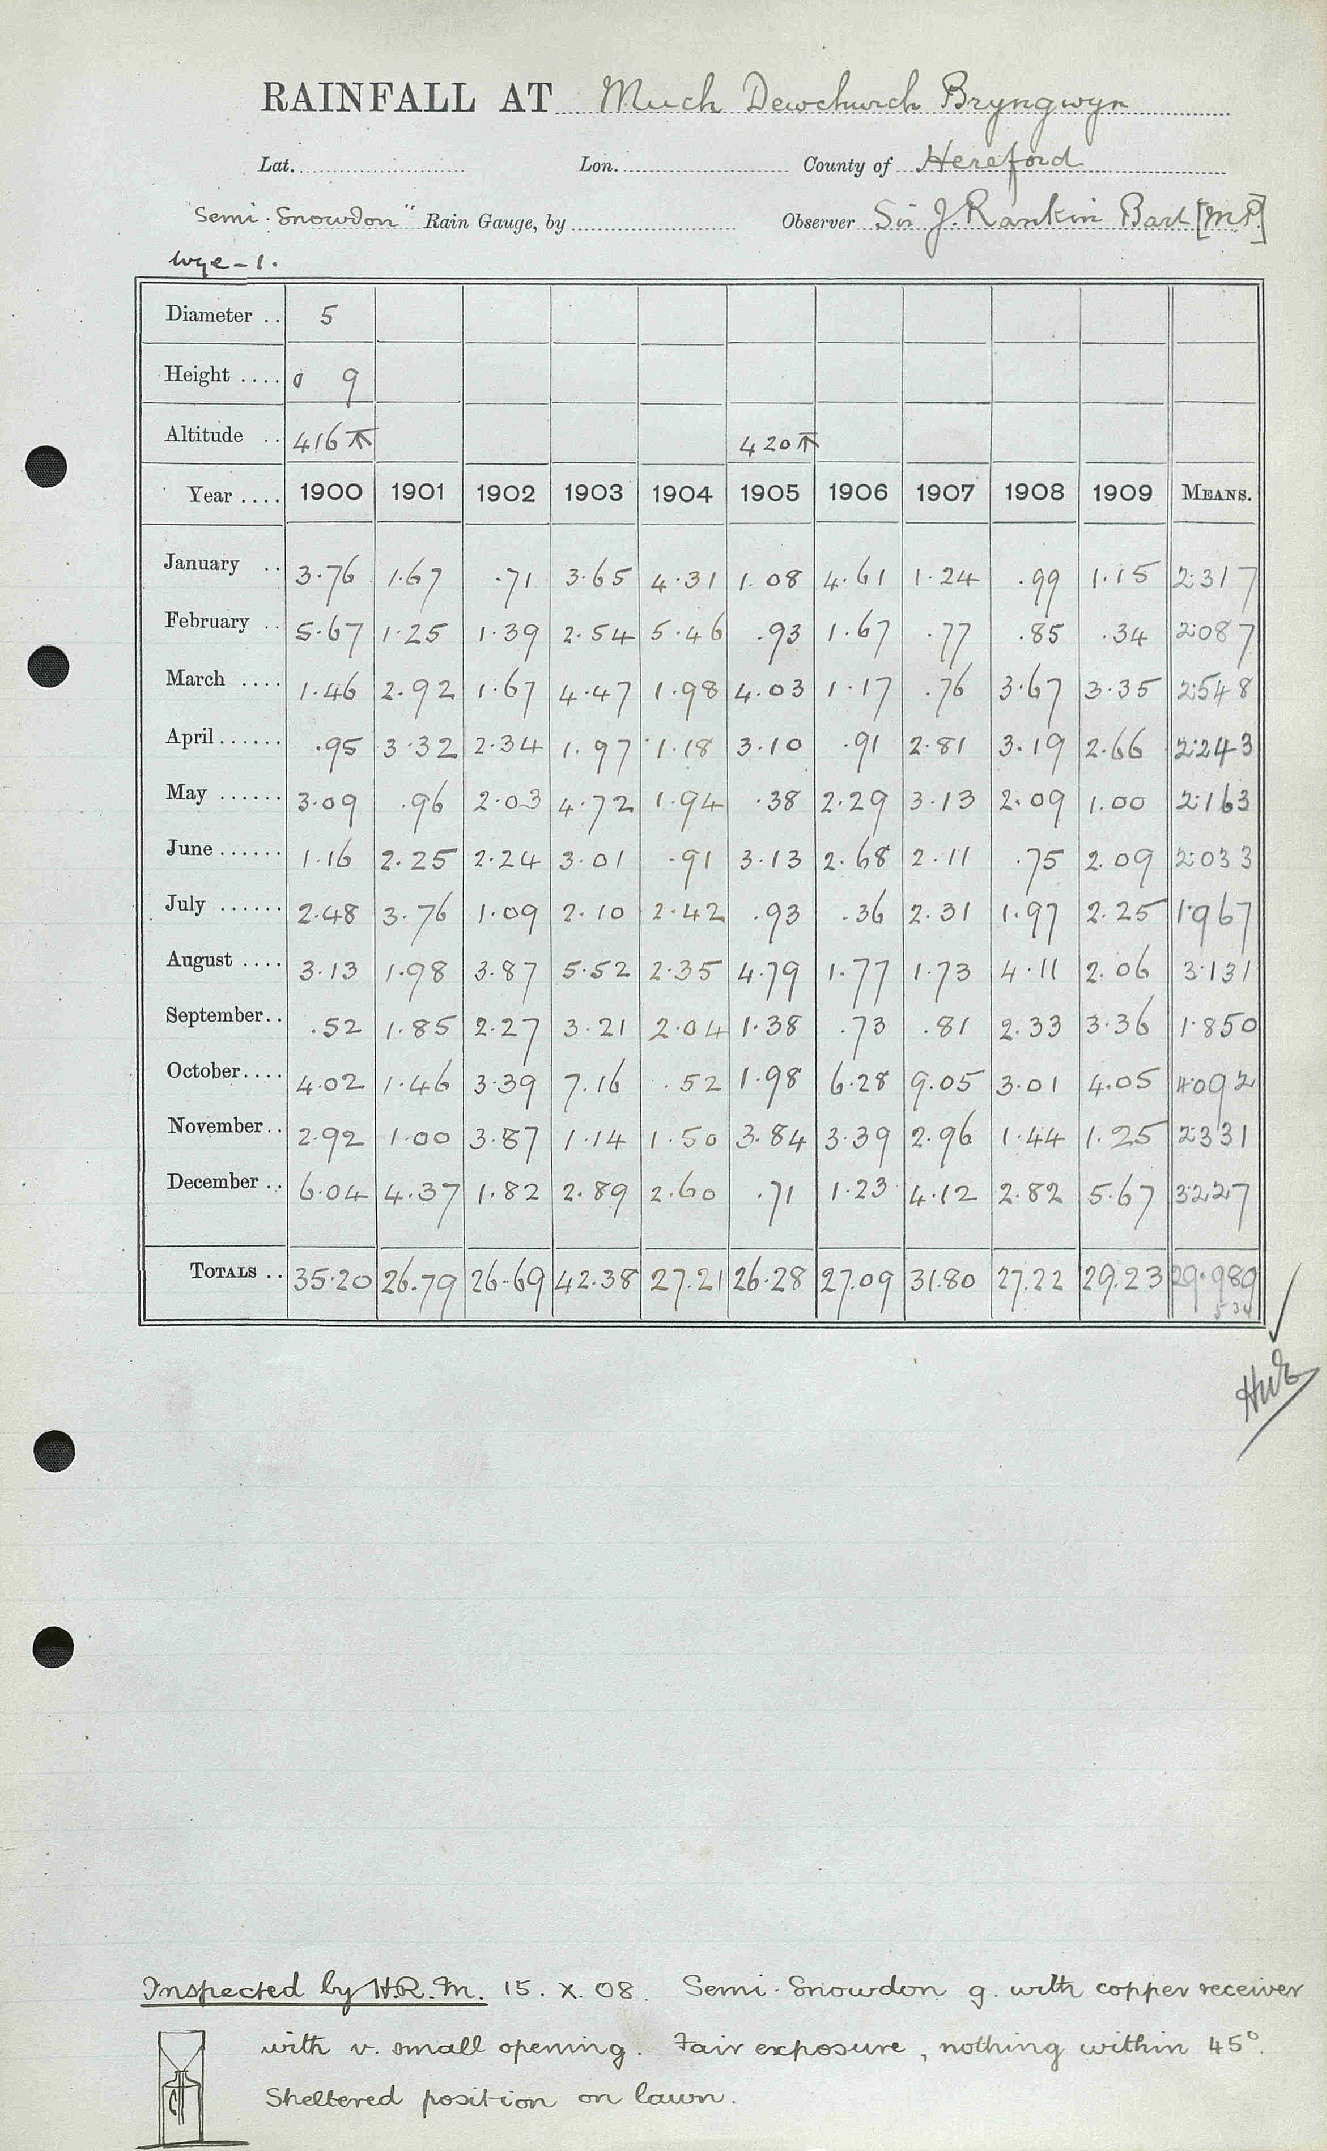 RAINFALL AT Much Dewchurch Bryngwyn
Lat. Lon. County of Hereford
"Semi-Snowdon" Rain Gauge, by Observer Sir J. Rankin Bart [M.P.]
Wye - 1.
Diameter .. 5
Height .... 0 9
Altitude .. 416 420
Year .... 1900 1901 1902 1903 1904 1905 1906 1907 1908 1909 MEANS.
January .. 3.76 1.67 .71 3.65 4.31 1.08 4.61 1.24 .99 1.15 2.317
February .. 5.67 1.25 1.39 2.54 5.46 .93 1.67 .77 .85 .34 2.087
March .... 1.46 2.92 1.67 4.47 1.98 4.03 1.17 .76 3.67 3.35 2.548
April...... .95 3.32 2.34 1.97 1.18 3.10 .91 2.81 3.19 2.66 2.243
May ...... 3.09 .96 2.03 4.72 1.94 .38 2.29 3.13 2.09 1.00 2.163
June...... 1.16 2.25 2.24 3.01 .91 3.13 2.68 2.11 .75 2.09 2.033
July ...... 2.48 3.76 1.09 2.10 2.42 .93 .36 2.31 1.97 2.25 1.967
August .... 3.13 1.98 3.87 5.52 2.35 4.79 1.77 1.73 4.11 2.06 3.131
September.. .52 1.85 2.27 3.21 2.04 1.38 .73 .81 2.33 3.36 1.850
October.... 4.02 1.46 3.39 7.16 .52 1.98 6.28 9.05 3.01 4.05 4.092
November.. 2.92 1.00 3.87 1.14 1.50 3.84 3.39 2.96 1.44 1.25 2.331
December .. 6.04 4.37 1.82 2.89 2.60 .71 1.23 4.12 2.82 5.67 3.227
TOTALS .. 35.20 26.79 26.69 42.38 27.21 26.28 27.09 31.80 27.22 29.23 29.989
Inspected by H.R.M. 15. X. 08. Semi-Snowdon g. with copper receiver
with v. small opening. Fair exposure, nothing within 45°.
Sheltered position on lawn.